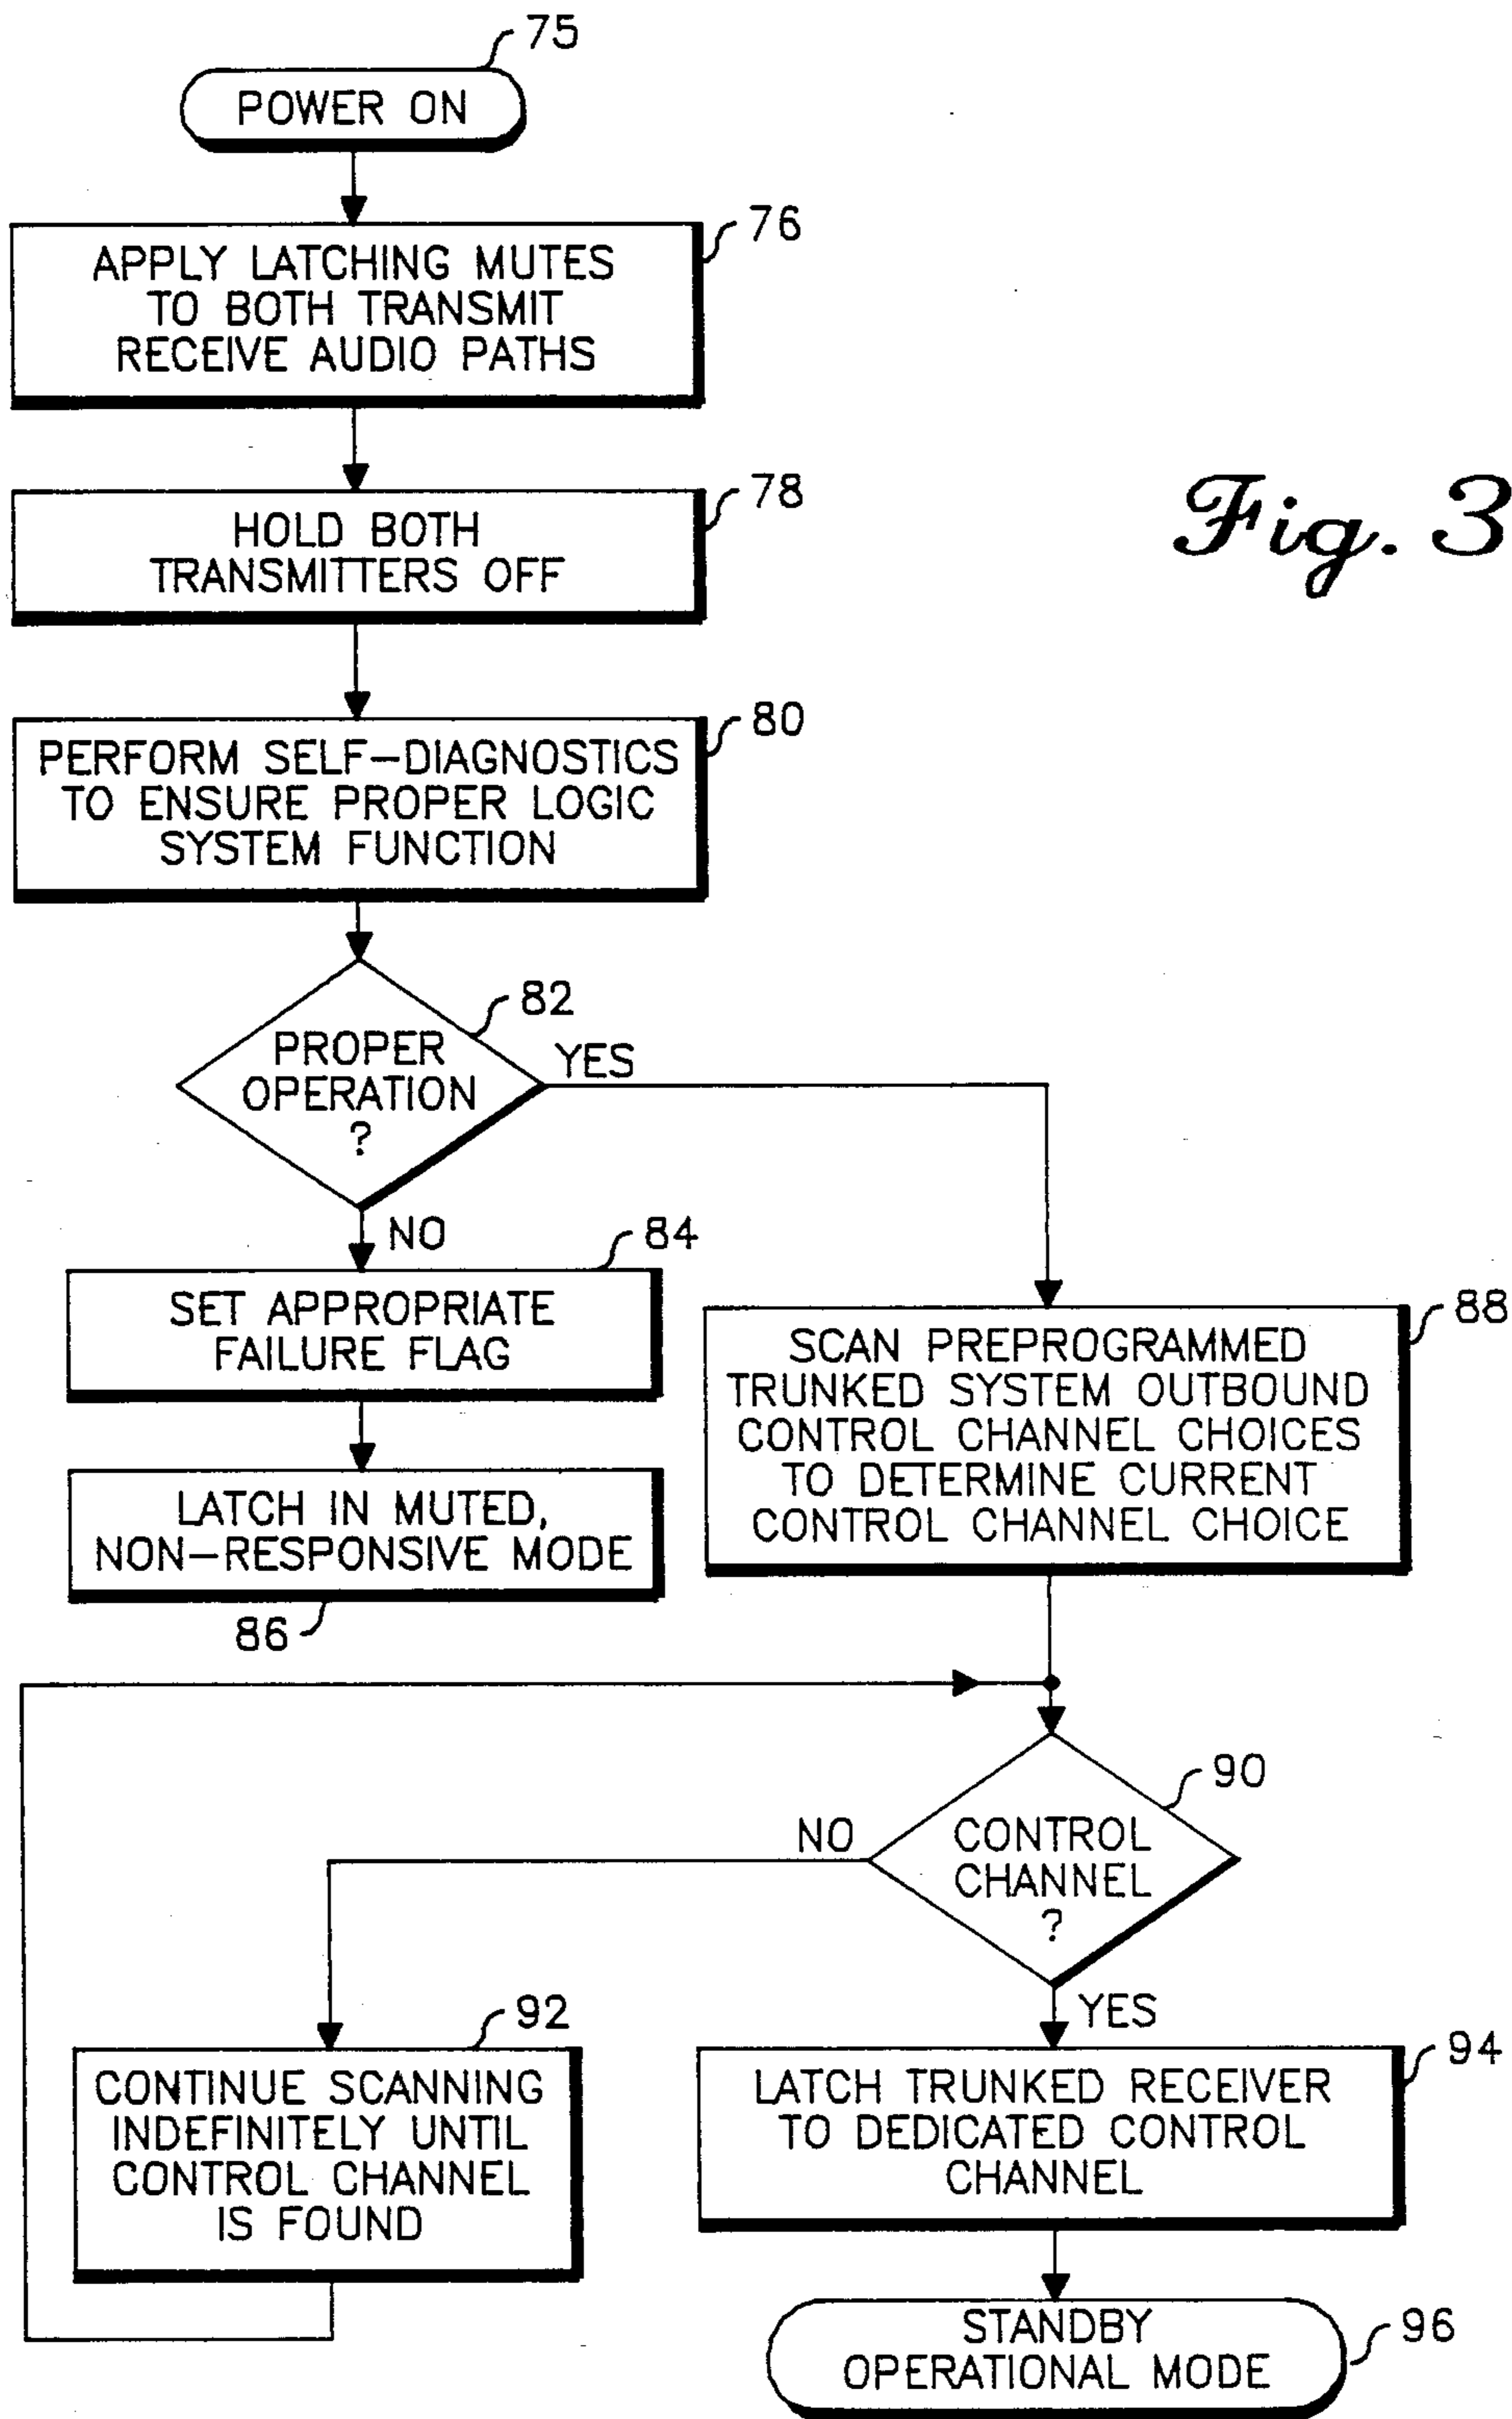 75
POWER ON
76
APPLY LATCHING MUTES
TO BOTH TRANSMIT
RECEIVE AUDIO PATHS
78
HOLD BOTH
TRANSMITTERS OFF
Fig. 3
80
PERFORM SELF-DIAGNOSTICS
TO ENSURE PROPER LOGIC
SYSTEM FUNCTION
82
PROPER
OPERATION
?
YES
NO
84
SET APPROPRIATE
FAILURE FLAG
LATCH IN MUTED,
NON-RESPONSIVE MODE
86
88
SCAN PREPROGRAMMED
TRUNKED SYSTEM OUTBOUND
CONTROL CHANNEL CHOICES
TO DETERMINE CURRENT
CONTROL CHANNEL CHOICE
90
CONTROL
CHANNEL
?
NO
YES
92
CONTINUE SCANNING
INDEFINITELY UNTIL
CONTROL CHANNEL
IS FOUND
94
LATCH TRUNKED RECEIVER
TO DEDICATED CONTROL
CHANNEL
STANDBY
OPERATIONAL MODE
96